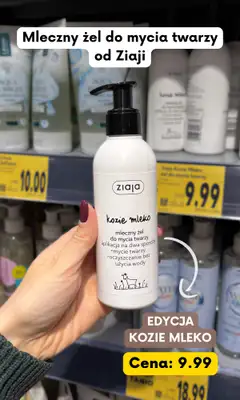 Mleczny żel do mycia twarzy
od Ziaji
10.00
9,99
ziaja
kozie mleko
mleczny żel
do mycia twarzy
aplikacja na dwa sposoby
mycie twarzy
oczyszczanie bez
użycia wody
EDYCJA
KOZIE MLEKO
Cena: 9.99
18.99